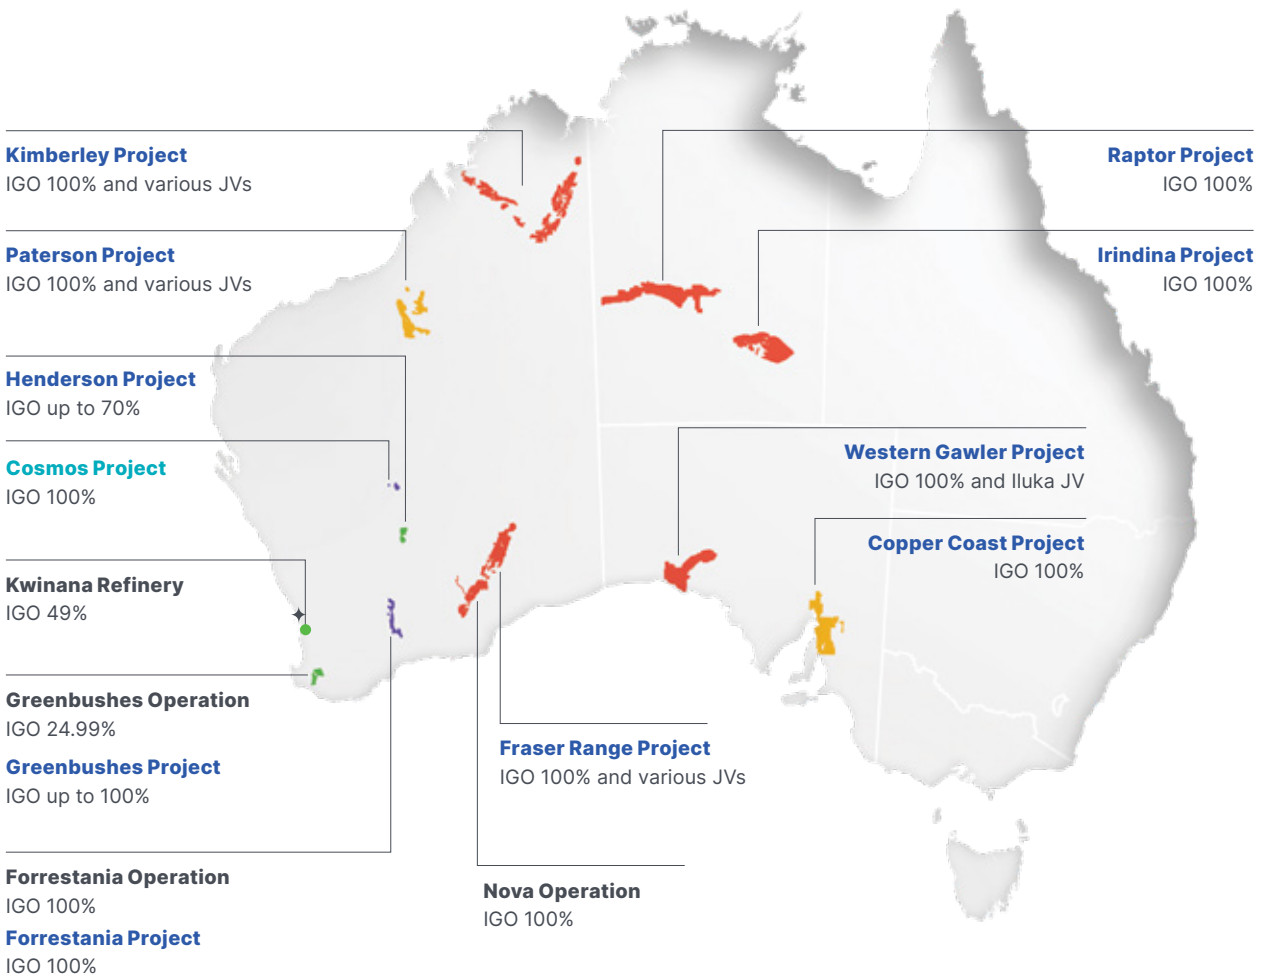 Kimberley Project
IGO 100% and various JVs
Paterson Project
IGO 100% and various JVs
Henderson Project
IGO up to 70%
Cosmos Project
IGO 100%
Kwinana Refinery
IGO 49%
Greenbushes Operation
IGO 24.99%
Greenbushes Project
IGO up to 100%
Forrestania Operation
IGO 100%
Forrestania Project
IGO 100%
Raptor Project
IGO 100%
Irindina Project
IGO 100%
Western Gawler Project
IGO 100% and Iluka JV
Copper Coast Project
IGO 100%
Fraser Range Project
IGO 100% and various JVs
Nova Operation
IGO 100%